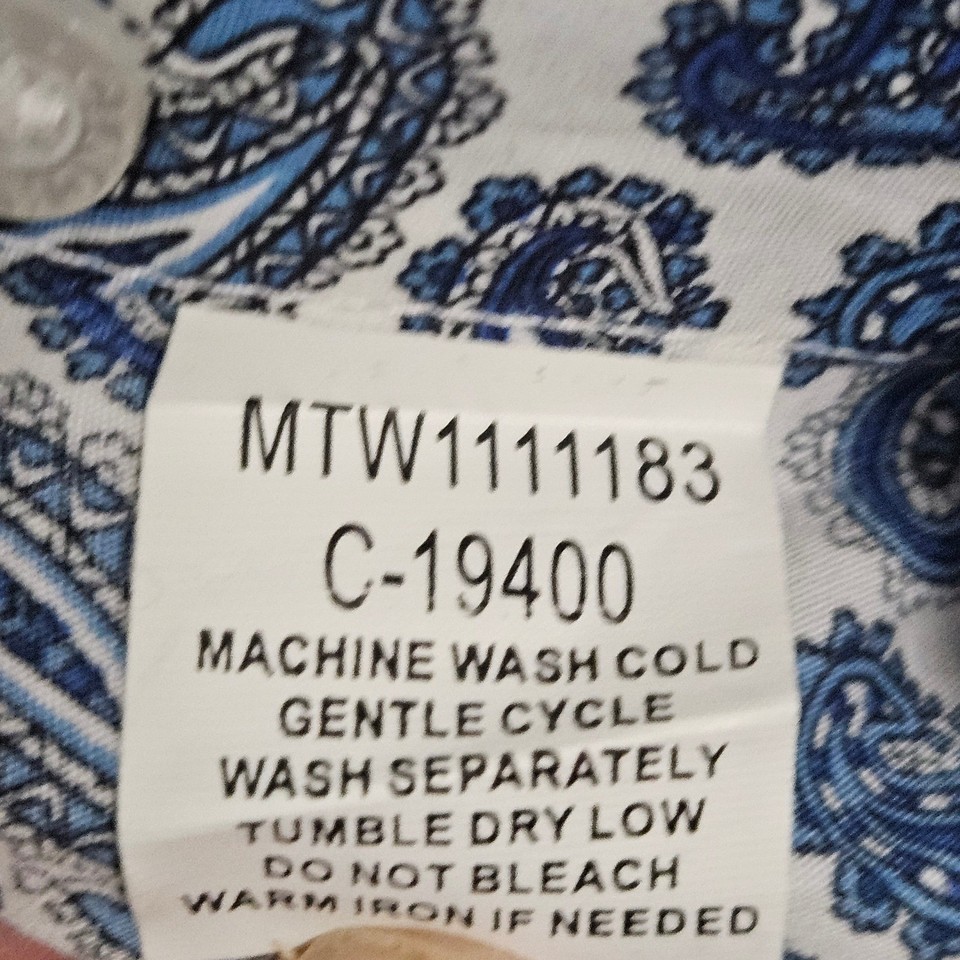 MTW1111183
C-19400
MACHINE WASH COLD
GENTLE CYCLE
WASH SEPARATELY
TUMBLE DRY LOW
DO NOT BLEACH
WARM IRON IF NEEDED